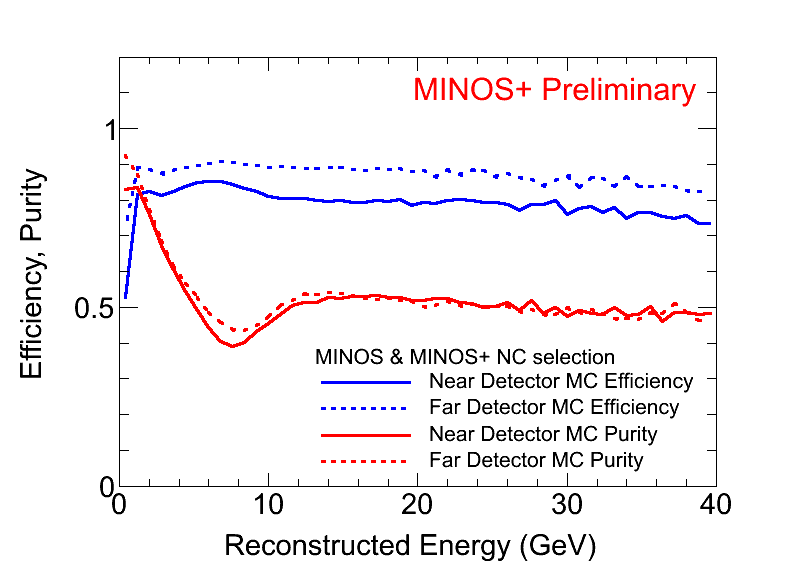 MINOS+ Preliminary
1
0.5
0
Efficiency, Purity
MINOS & MINOS+ NC selection
Near Detector MC Efficiency
Far Detector MC Efficiency
Near Detector MC Purity
Far Detector MC Purity
0 10 20 30 40
Reconstructed Energy (GeV)